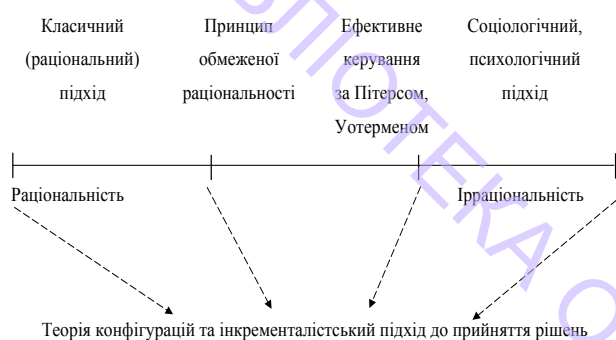 Класичний
(раціональний)
підхід
Принцип
обмеженої
раціональності
Ефективне
керування
за Пітерсом,
Уотерменом
Соціологічний,
психологічний
підхід
Раціональність
Ірраціональність
Теорія конфігурацій та інкременталістський підхід до прийняття рішень
БЛІОТЕКА О